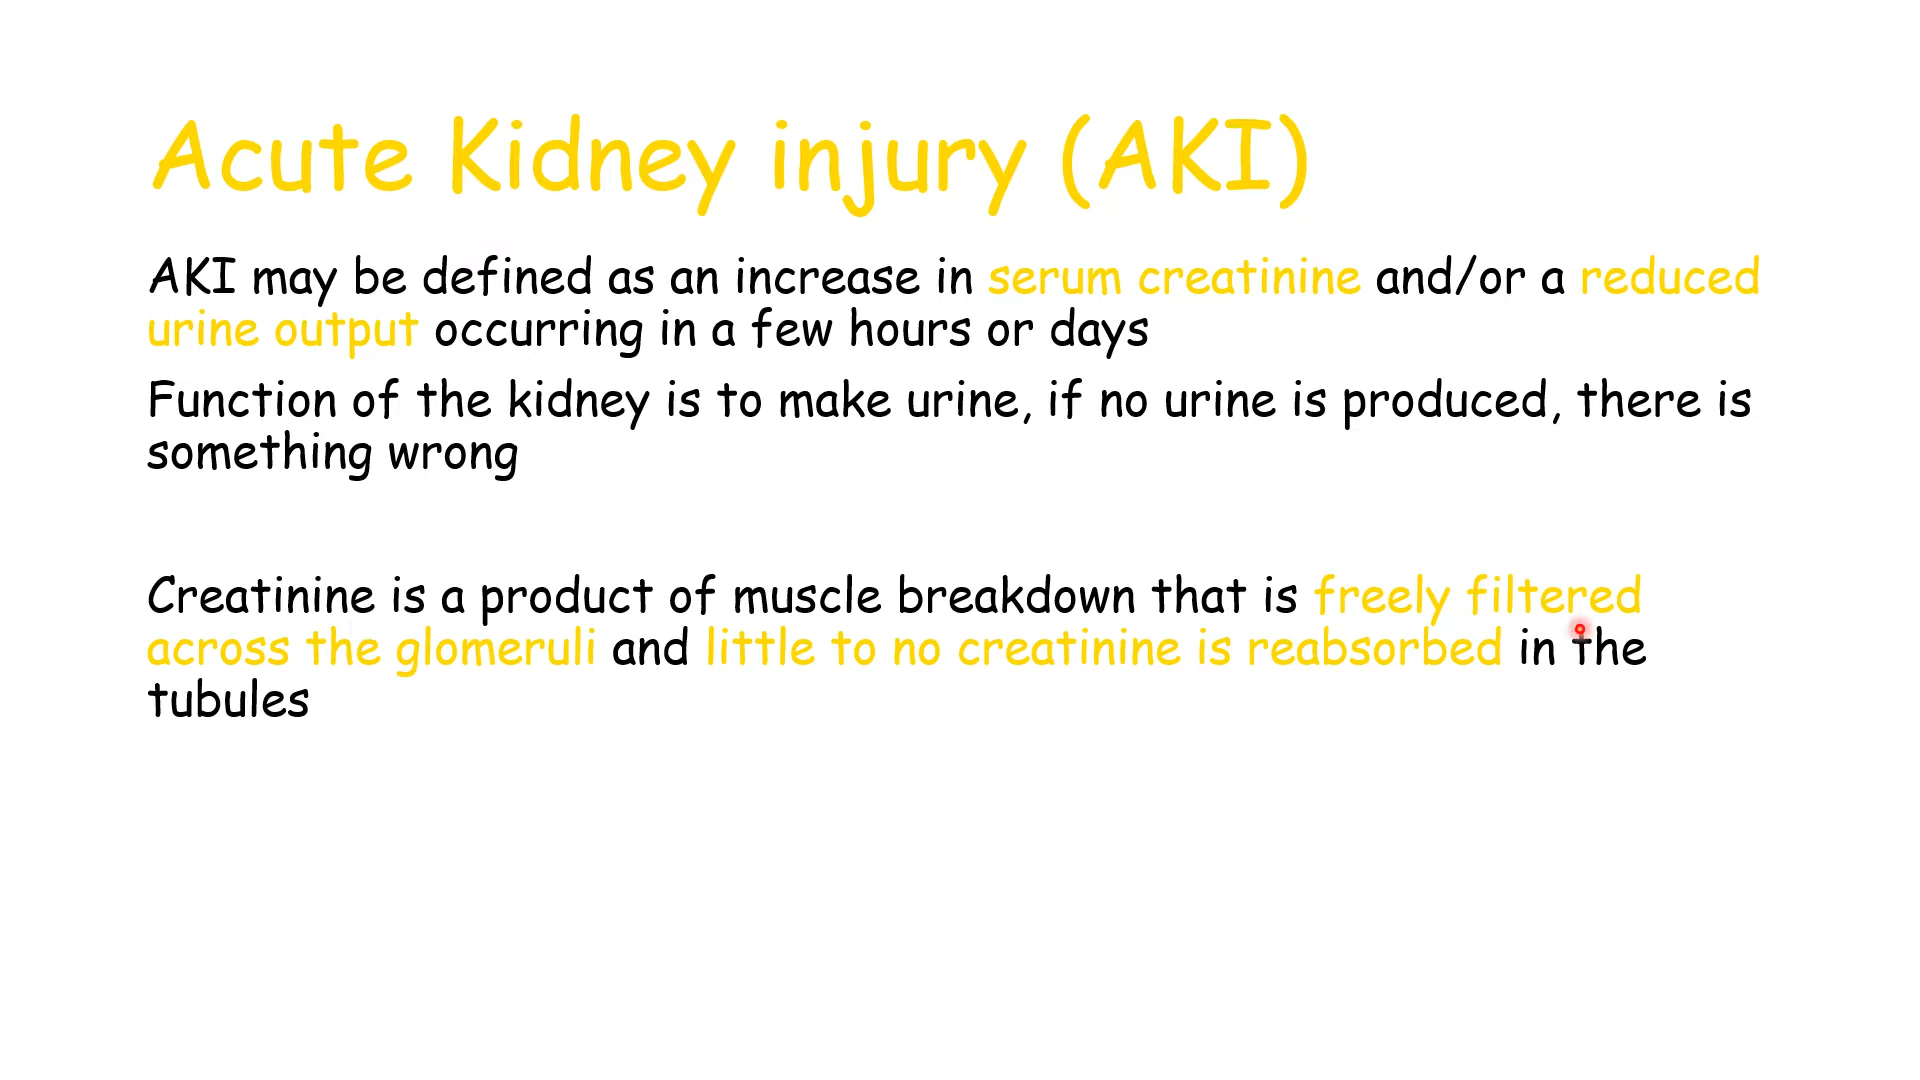 Acute Kidney injury (AKI)
AKI may be defined as an increase in serum creatinine and/or a reduced
urine output occurring in a few hours or days
Function of the kidney is to make urine, if no urine is produced, there is
something wrong
Creatinine is a product of muscle breakdown that is freely filtered
across the glomeruli and little to no creatinine is reabsorbed in the
tubules